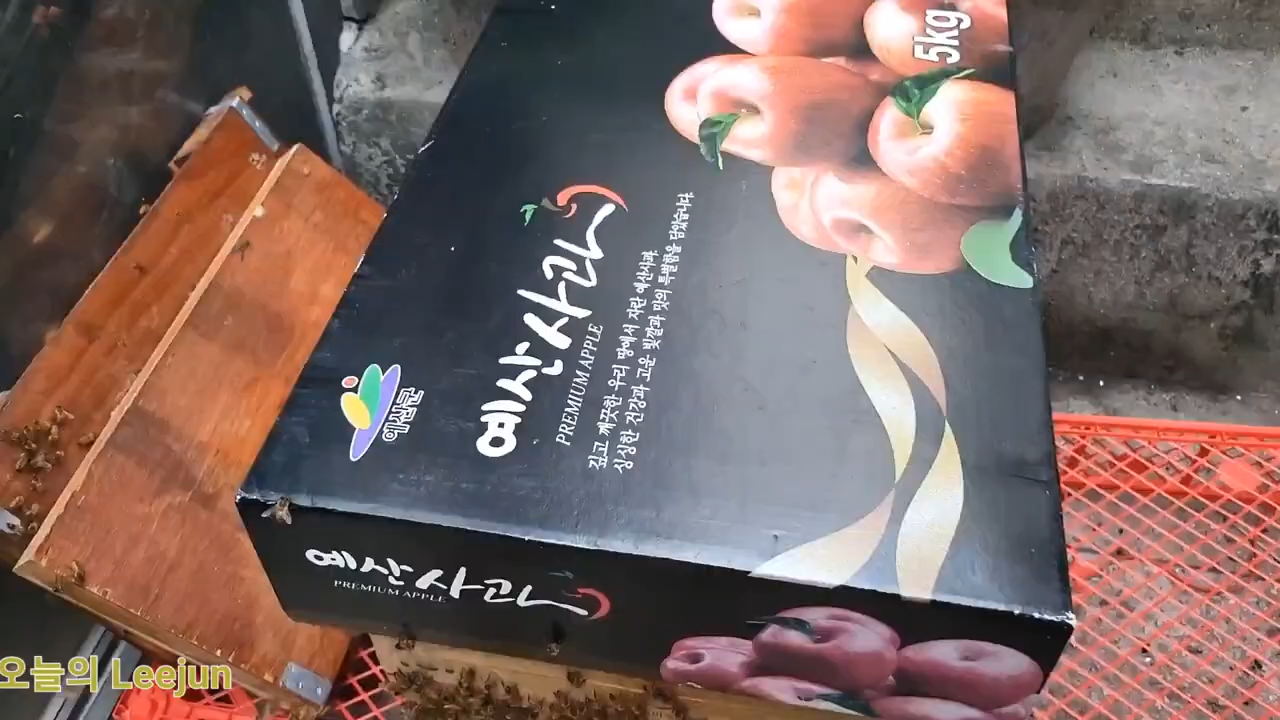 5kg
예산사과
PREMIUM APPLE
깊고 깨끗한 우리 땅에서 자란 예산사과.
싱싱한 건강과 고운 빛깔과 맛의 특별함을 담았습니다.
예산군
예산사과
PREMIUM APPLE
오늘의 Leejun